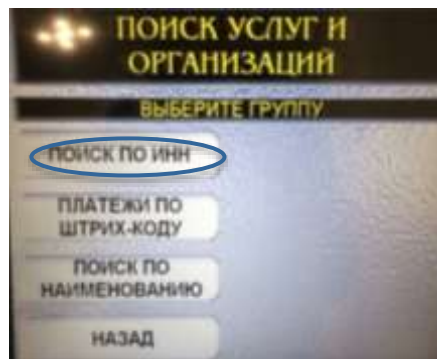 ПОИСК УСЛУГ И
ОРГАНИЗАЦИЙ
ВЫБЕРИТЕ ГРУППУ
ПОИСК ПО ИНН
ПЛАТЕЖИ ПО
ШТРИХ-КОДУ
ПОИСК ПО
НАИМЕНОВАНИЮ
НАЗАД